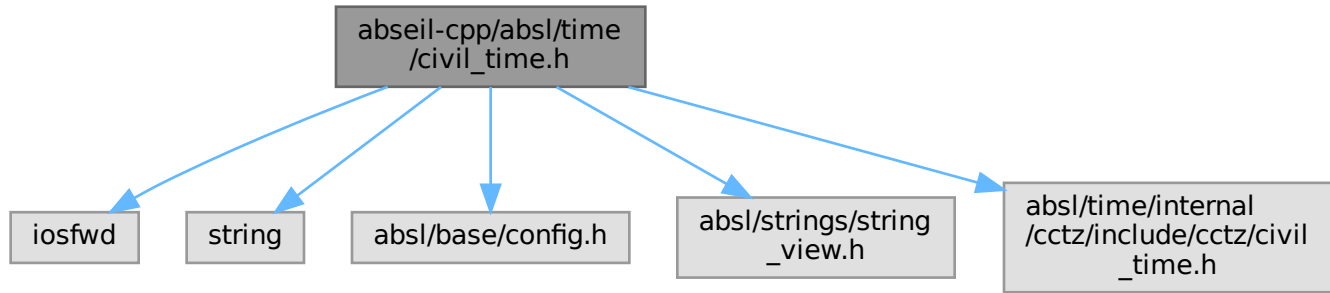 abseil-cpp/absl/time
/civil_time.h
iosfwd
string
absl/base/config.h
absl/strings/string
_view.h
absl/time/internal
/cctz/include/cctz/civil
_time.h